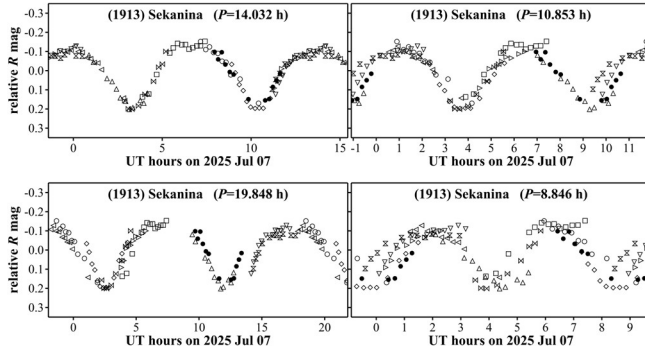 (1913) Sekanina (P=14.032 h)
(1913) Sekanina (P=10.853 h)
relative R mag
-0.3
-0.2
-0.1
0.0
0.1
0.2
0.3
0 5 10 15
-1 0 1 2 3 4 5 6 7 8 9 10 11
UT hours on 2025 Jul 07
UT hours on 2025 Jul 07
(1913) Sekanina (P=19.848 h)
(1913) Sekanina (P=8.846 h)
relative R mag
-0.3
-0.2
-0.1
0.0
0.1
0.2
0.3
0 5 10 15 20
0 1 2 3 4 5 6 7 8 9
UT hours on 2025 Jul 07
UT hours on 2025 Jul 07